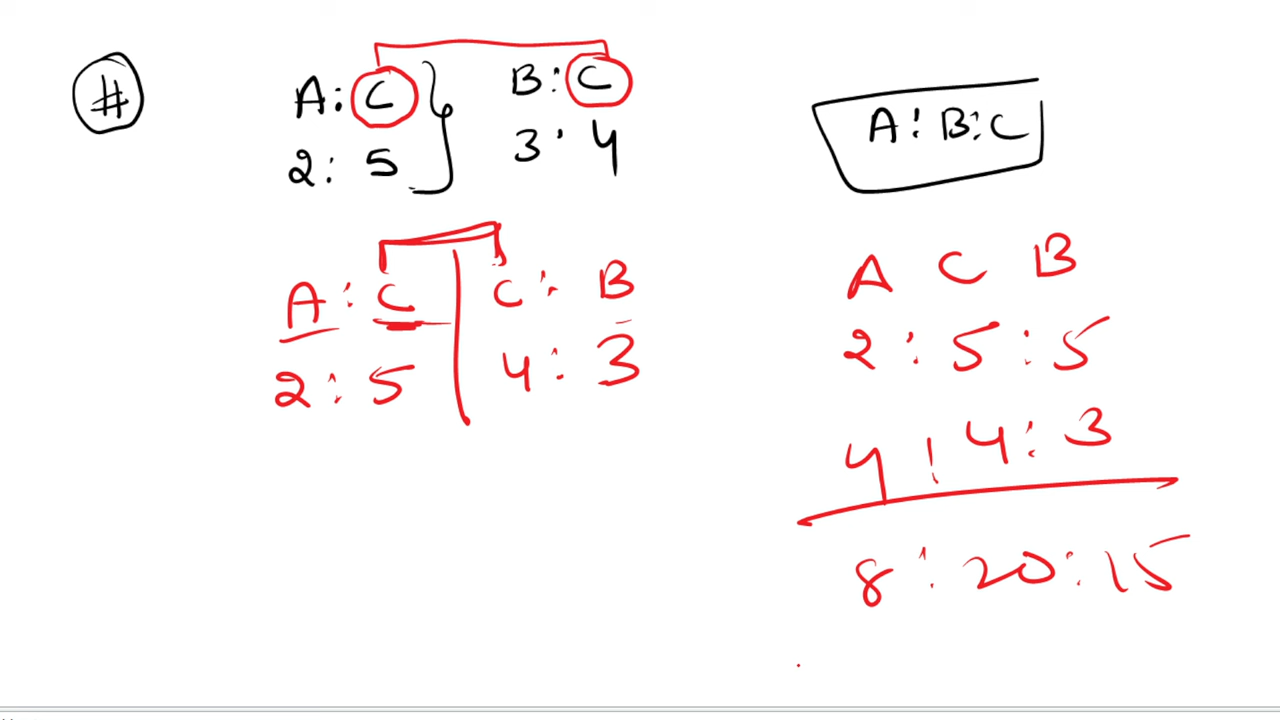 #
A : C } B : C
2 : 5 3 : 4
A : B : C
A : C | C : B
2 : 5 | 4 : 3
A C B
2 : 5 : 5
4 : 4 : 3
8 : 20 : 15